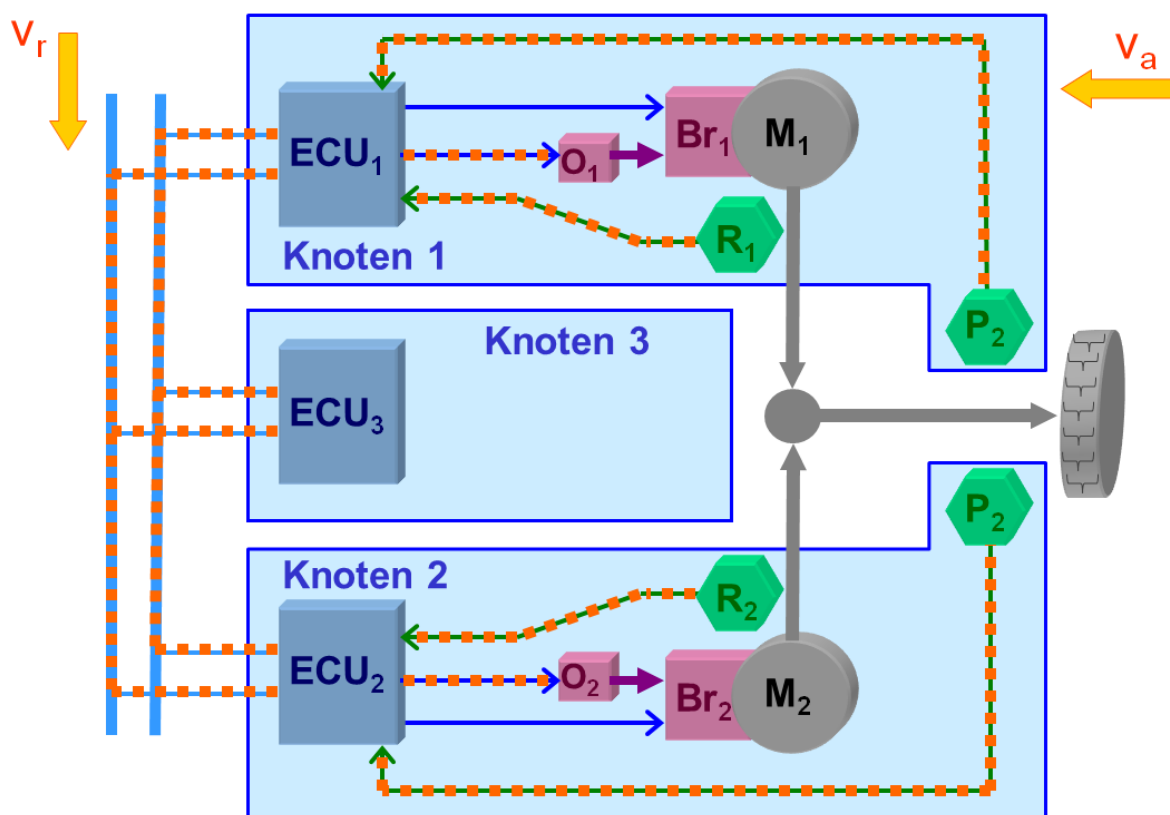 Vr
Va
ECU1
O1
Br1
M1
R1
Knoten 1
P2
Knoten 3
ECU3
P2
Knoten 2
R2
ECU2
O2
Br2
M2